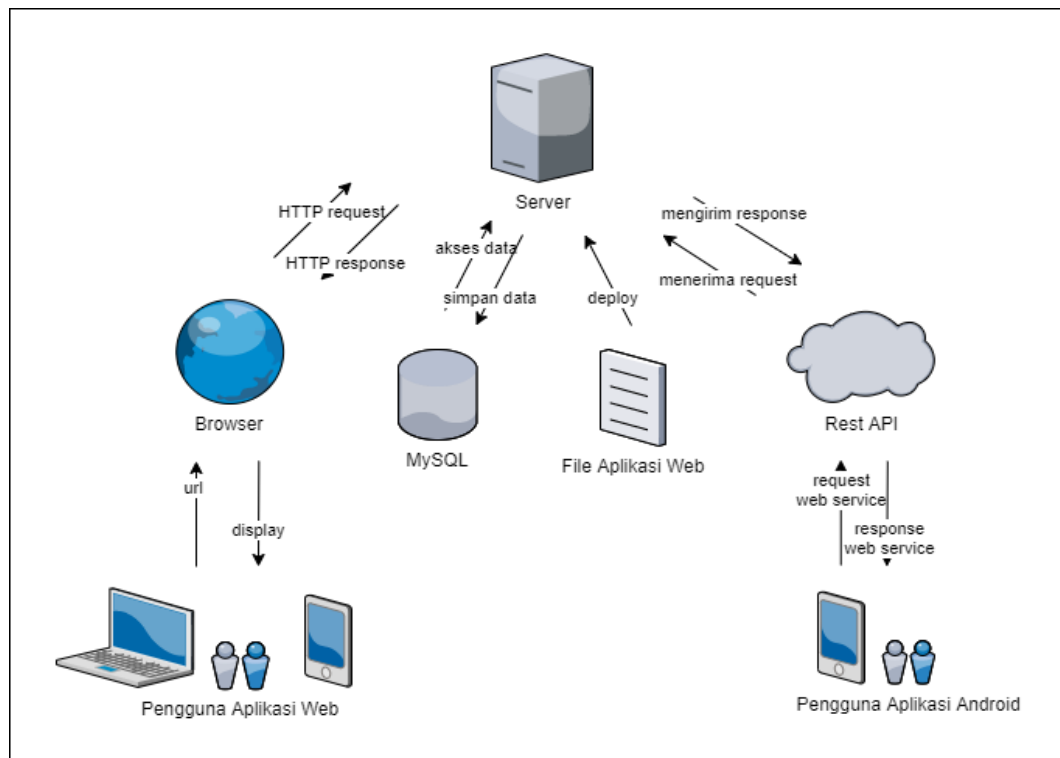 Server
HTTP request
mengirim response
HTTP response
akses data
menerima request
simpan data
deploy
Browser
Rest API
MySQL
File Aplikasi Web
url
request
web service
display
response
web service
Pengguna Aplikasi Web
Pengguna Aplikasi Android